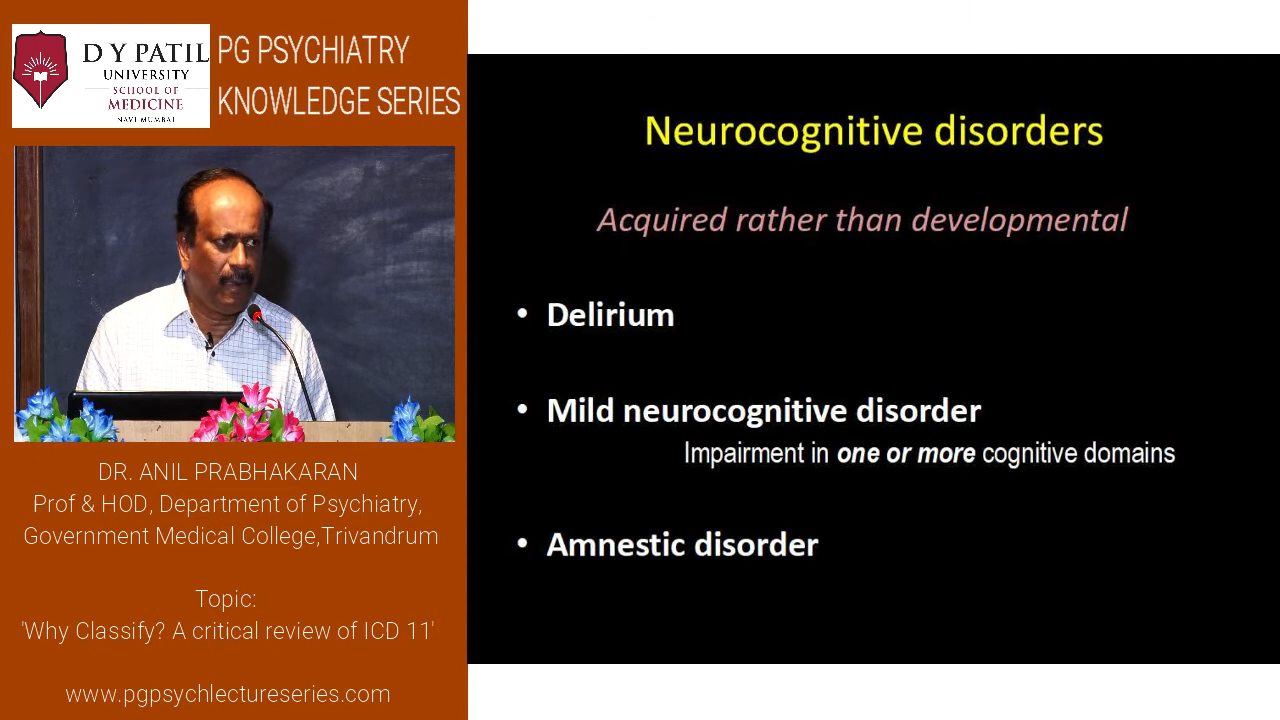 D Y PATIL
UNIVERSITY
SCHOOL OF
MEDICINE
NAVI MUMBAI
PG PSYCHIATRY
KNOWLEDGE SERIES
DR. ANIL PRABHAKARAN
Prof & HOD, Department of Psychiatry,
Government Medical College,Trivandrum
Topic:
'Why Classify? A critical review of ICD 11'
www.pgpsychlectureseries.com
Neurocognitive disorders
Acquired rather than developmental
• Delirium
• Mild neurocognitive disorder
Impairment in one or more cognitive domains
• Amnestic disorder